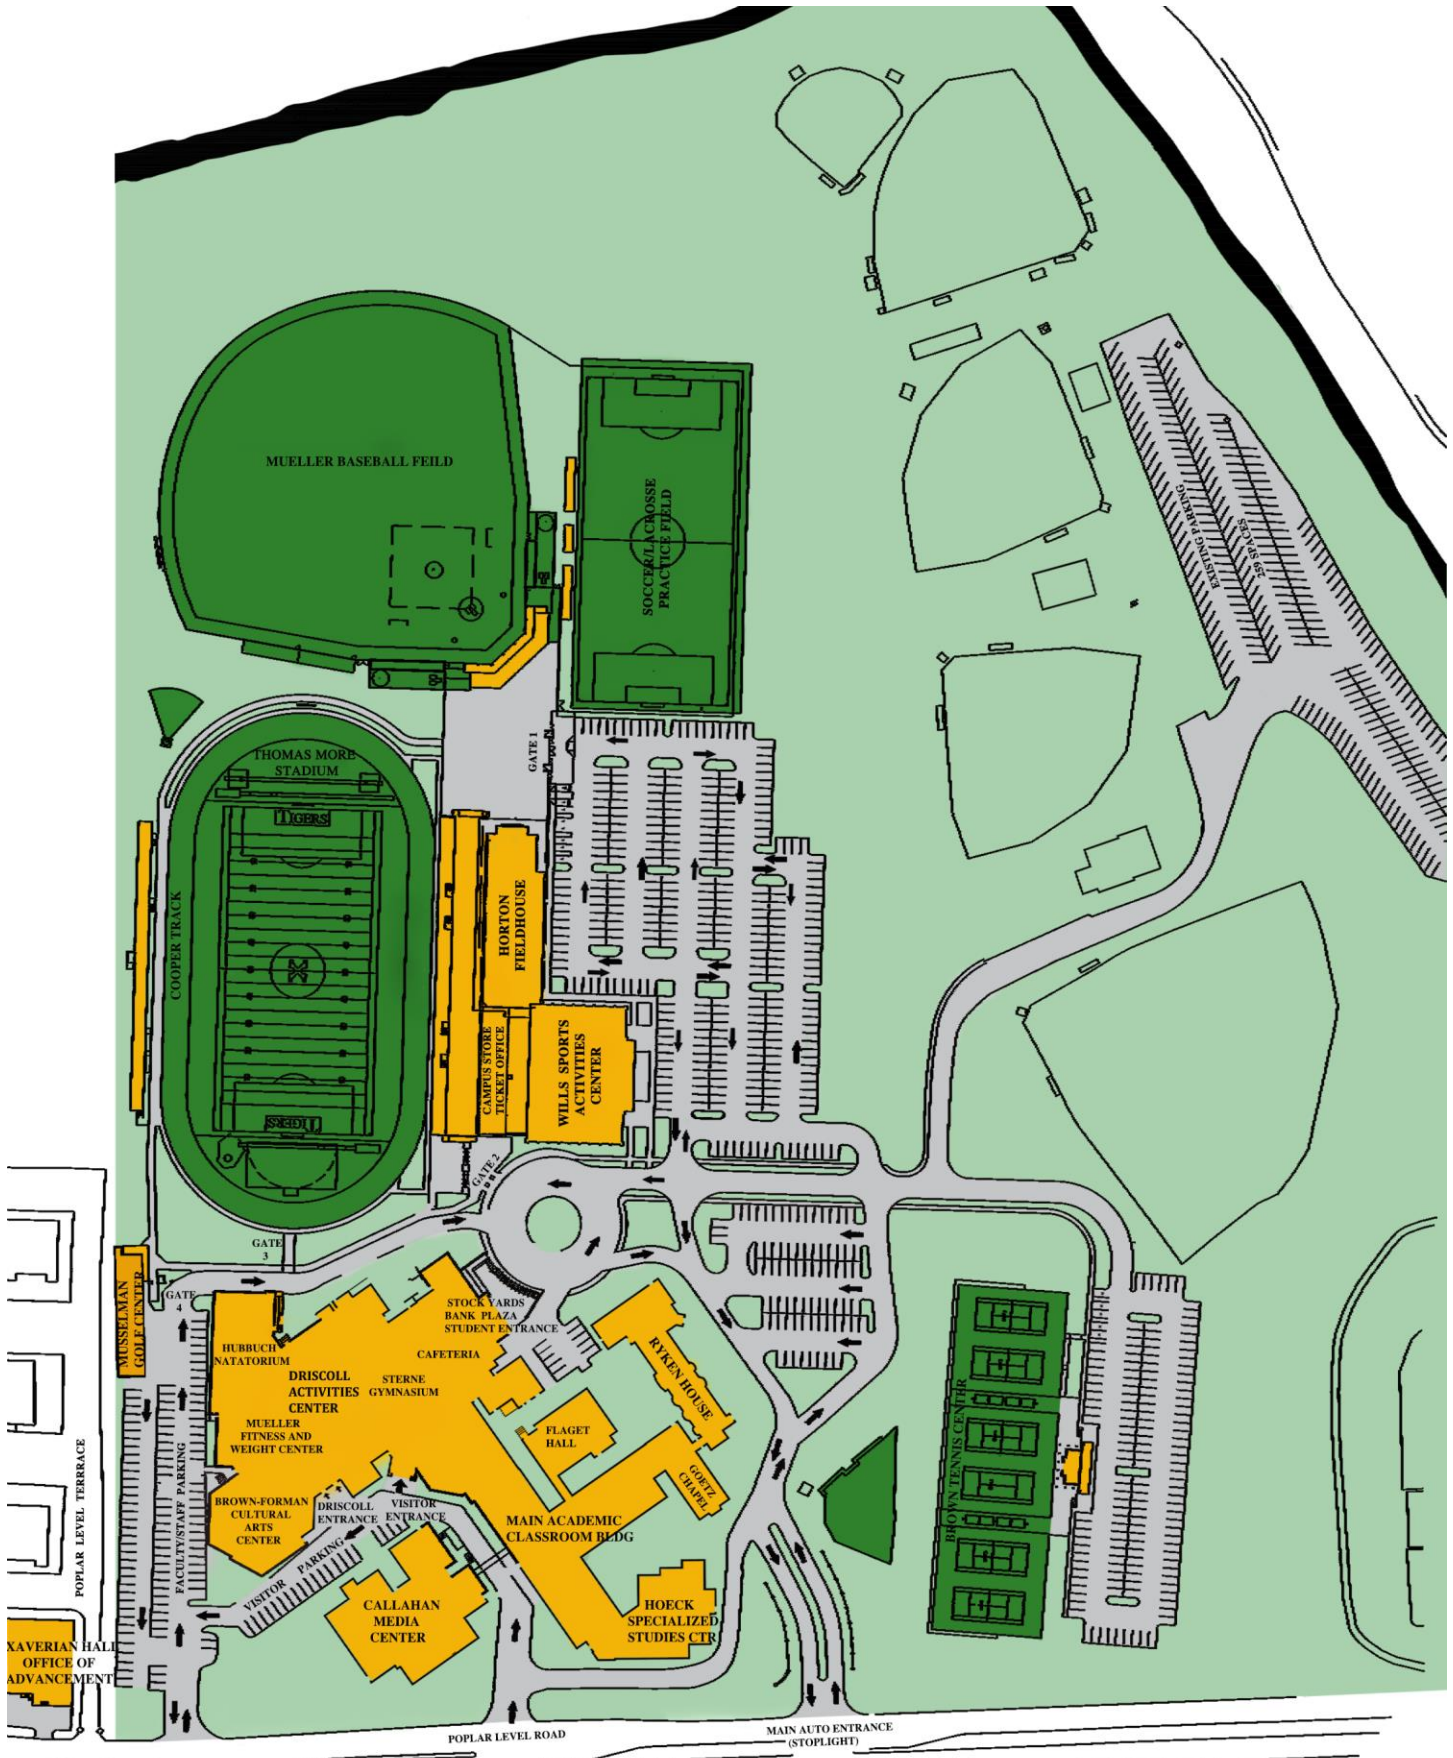 MUELLER BASEBALL FEILD
SOCCER/LACROSSE
PRACTICE FIELD
EXISTING PARKING
259 SPACES
GATE 1
THOMAS MORE
STADIUM
TIGERS
COOPER TRACK
HORTON
FIELDHOUSE
CAMPUS STORE
TICKET OFFICE
WILLS SPORTS
ACTIVITIES
CENTER
TIGERS
GATE 2
GATE
3
GATE
4
MUSSELMAN
GOLF CENTER
STOCK YARDS
BANK PLAZA
STUDENT ENTRANCE
HUBBUCH
NATATORIUM
CAFETERIA
DRISCOLL
ACTIVITIES
CENTER
STERNE
GYMNASIUM
RYKEN HOUSE
MUELLER
FITNESS AND
WEIGHT CENTER
FLAGET
HALL
GOETZ
CHAPEL
BROWN TENNIS CENTER
POPLAR LEVEL TERRRACE
FACULTY/STAFF PARKING
BROWN-FORMAN
CULTURAL
ARTS
CENTER
DRISCOLL
ENTRANCE
VISITOR
ENTRANCE
MAIN ACADEMIC
CLASSROOM BLDG
VISITOR PARKING
CALLAHAN
MEDIA
CENTER
HOECK
SPECIALIZED
STUDIES CTR
XAVERIAN HALL
OFFICE OF
ADVANCEMENT
POPLAR LEVEL ROAD
MAIN AUTO ENTRANCE
(STOPLIGHT)